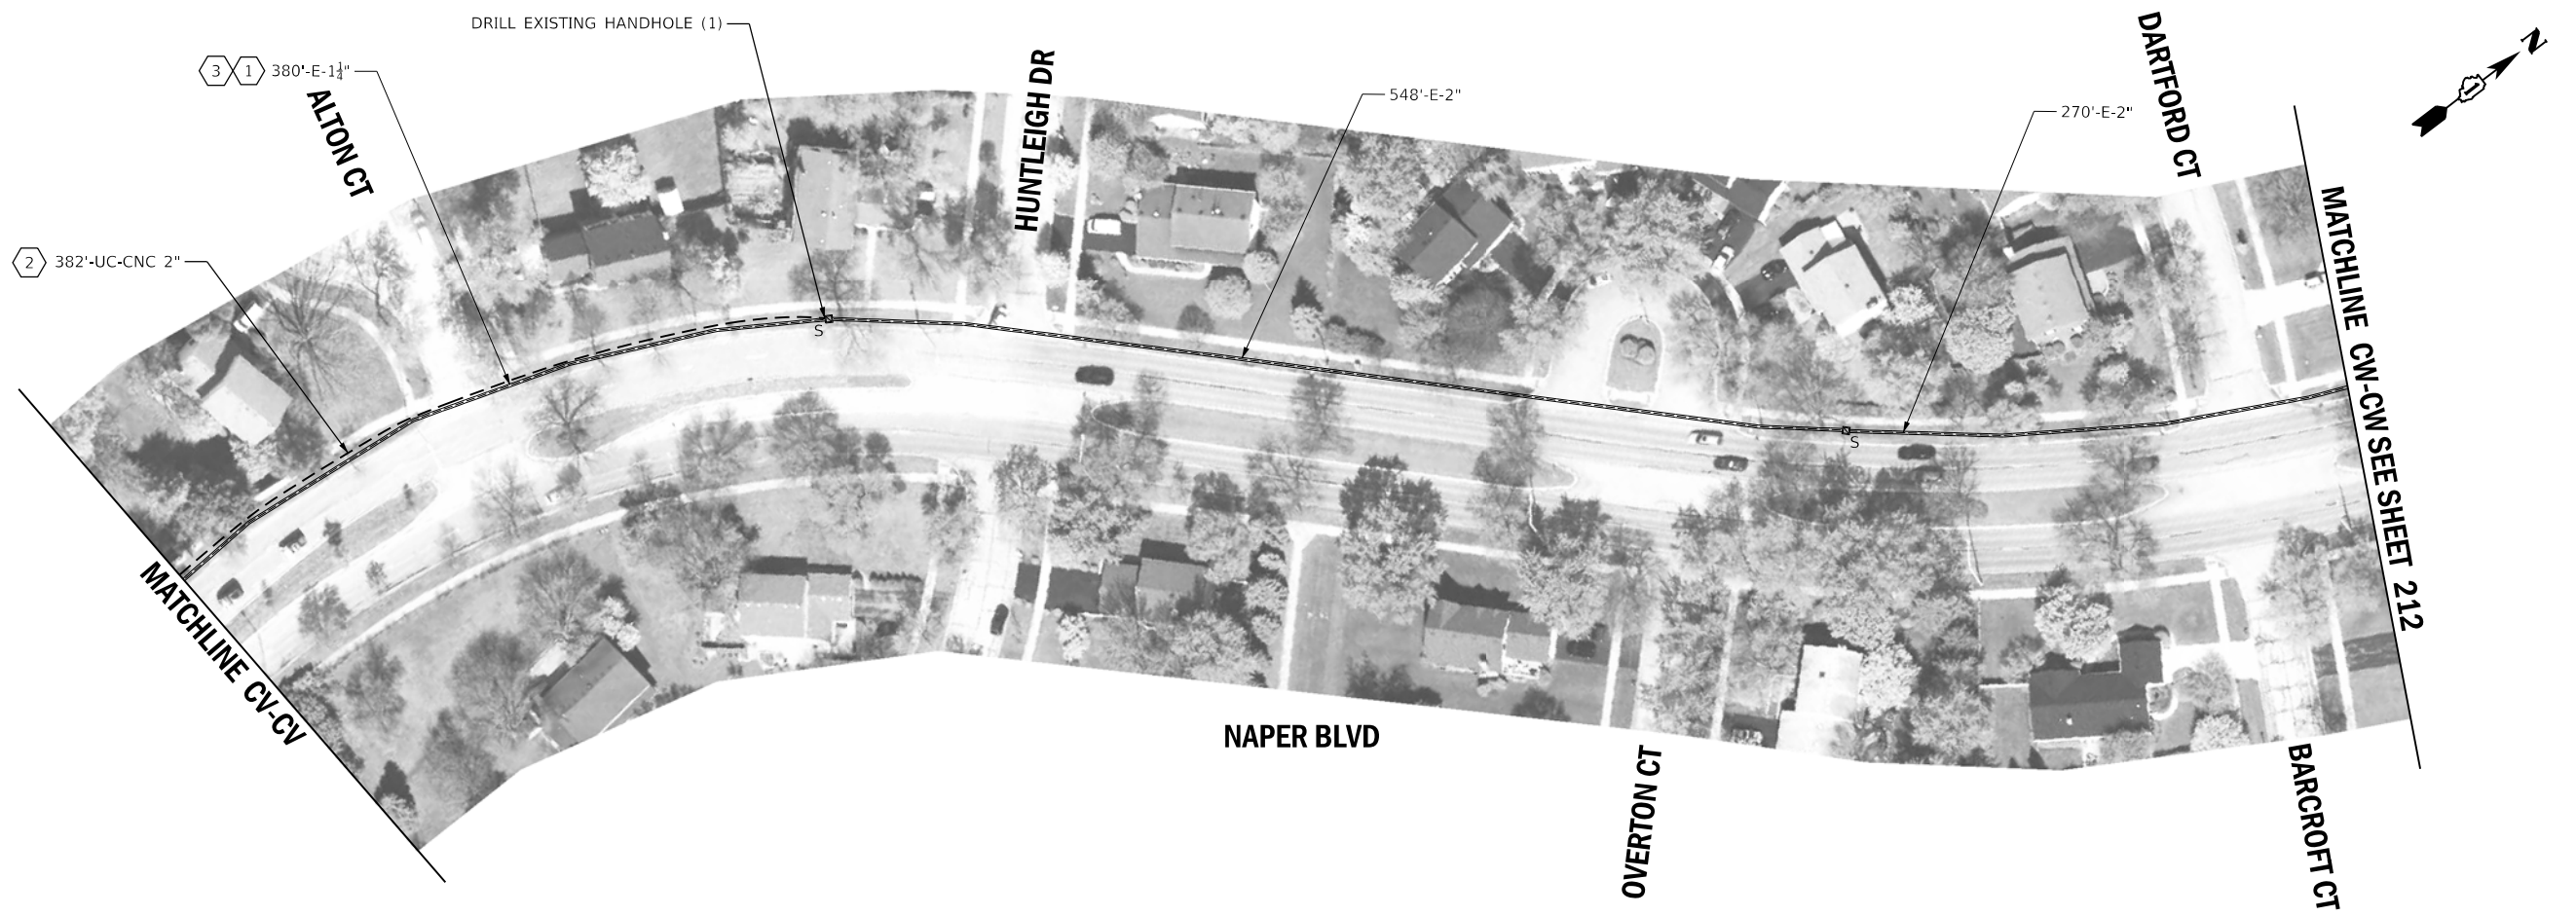 DRILL EXISTING HANDHOLE (1)
3 1 380'-E-1¼"
ALTON CT
HUNTLEIGH DR
548'-E-2"
270'-E-2"
DARTFORD CT
N
1
2 382'-UC-CNC 2"
S
S
MATCHLINE CW-CW SEE SHEET 212
MATCHLINE CV-CV
NAPER BLVD
OVERTON CT
BARCROFT CT